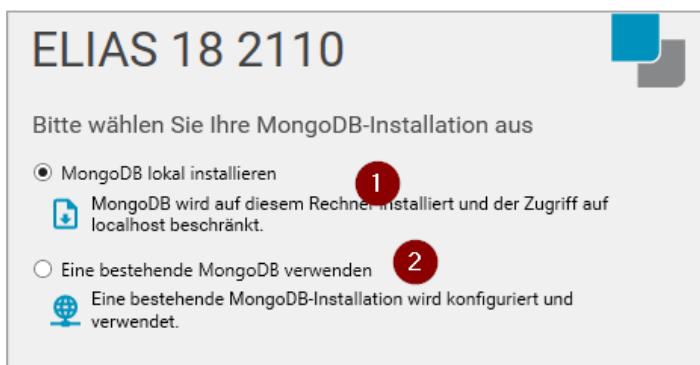 ELIAS 18 2110
Bitte wählen Sie Ihre MongoDB-Installation aus
MongoDB lokal installieren
1
MongoDB wird auf diesem Rechner installiert und der Zugriff auf
localhost beschränkt.
Eine bestehende MongoDB verwenden
2
Eine bestehende MongoDB-Installation wird konfiguriert und
verwendet.